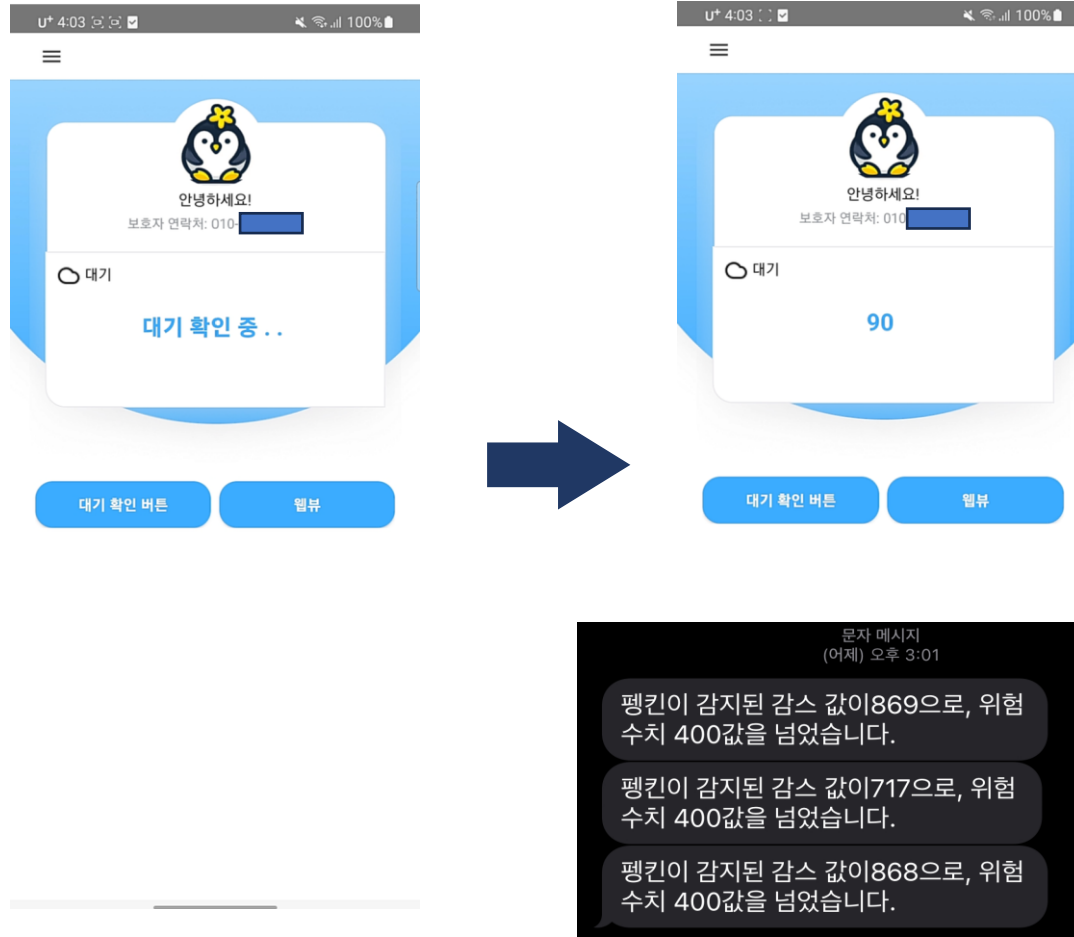 U+ 4:03 100%
안녕하세요!
보호자 연락처: 010-
대기
대기 확인 중 . .
대기 확인 버튼
웹뷰
U+ 4:03 100%
안녕하세요!
보호자 연락처: 010
대기
90
대기 확인 버튼
웹뷰
문자 메시지
(어제) 오후 3:01
펭킨이 감지된 감스 값이869으로, 위험
수치 400값을 넘었습니다.
펭킨이 감지된 감스 값이717으로, 위험
수치 400값을 넘었습니다.
펭킨이 감지된 감스 값이868으로, 위험
수치 400값을 넘었습니다.